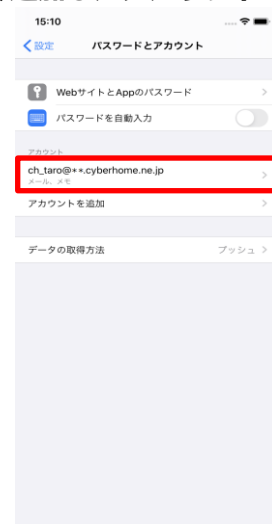 15:10
設定 パスワードとアカウント
WebサイトとAppのパスワード
パスワードを自動入力
アカウント
ch_taro@**.cyberhome.ne.jp
メール、メモ
アカウントを追加
データの取得方法 プッシュ